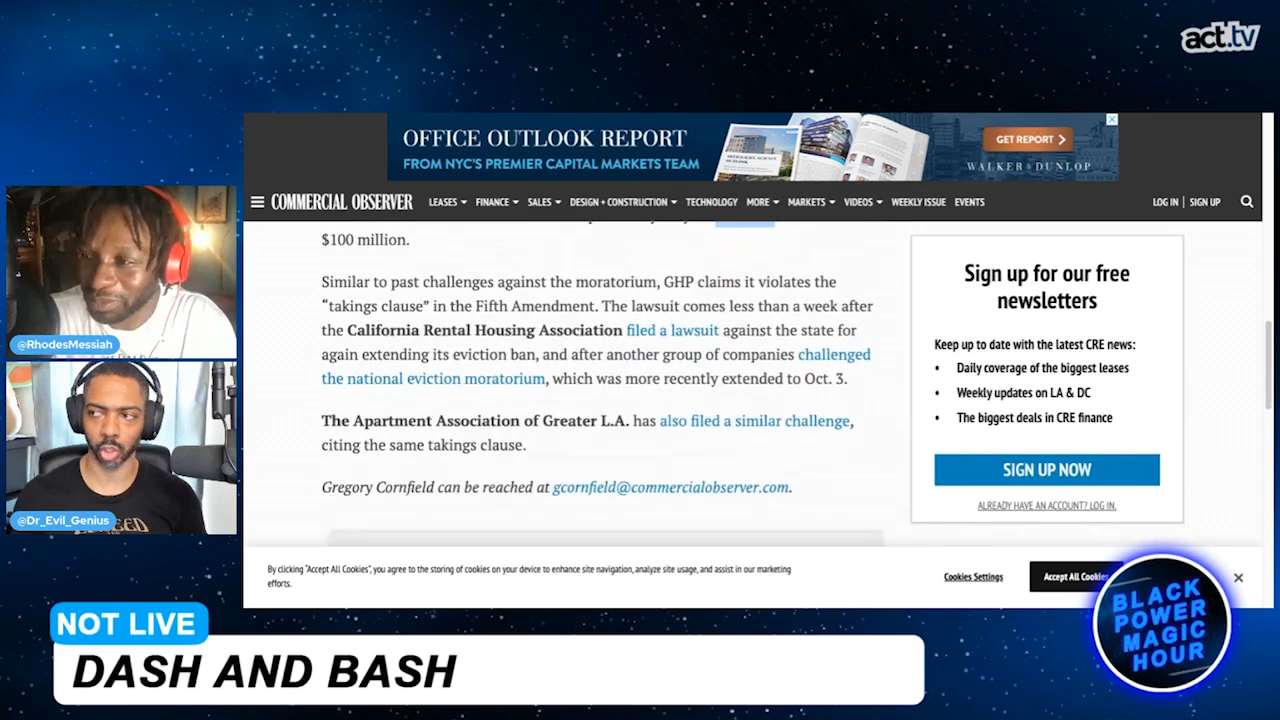 act.tv
OFFICE OUTLOOK REPORT
FROM NYC'S PREMIER CAPITAL MARKETS TEAM
GET REPORT
WALKER & DUNLOP
COMMERCIAL OBSERVER
LEASES FINANCE SALES DESIGN + CONSTRUCTION TECHNOLOGY MORE MARKETS VIDEOS WEEKLY ISSUE EVENTS
LOG IN | SIGN UP
$100 million.
Similar to past challenges against the moratorium, GHP claims it violates the
“takings clause” in the Fifth Amendment. The lawsuit comes less than a week after
the California Rental Housing Association filed a lawsuit against the state for
again extending its eviction ban, and after another group of companies challenged
the national eviction moratorium, which was more recently extended to Oct. 3.
The Apartment Association of Greater L.A. has also filed a similar challenge,
citing the same takings clause.
Gregory Cornfield can be reached at gcornfield@commercialobserver.com.
Sign up for our free
newsletters
Keep up to date with the latest CRE news:
• Daily coverage of the biggest leases
• Weekly updates on LA & DC
• The biggest deals in CRE finance
SIGN UP NOW
ALREADY HAVE AN ACCOUNT? LOG IN.
By clicking “Accept All Cookies”, you agree to the storing of cookies on your device to enhance site navigation, analyze site usage, and assist in our marketing
efforts.
Cookies Settings
Accept All Cookies
@RhodesMessiah
@Dr_Evil_Genius
NOT LIVE
DASH AND BASH
BLACK
POWER
MAGIC
HOUR